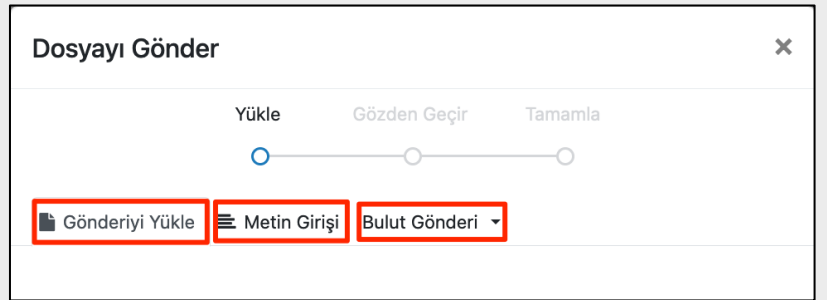 Dosyayı Gönder ×
Yükle Gözden Geçir Tamamla
Gönderiyi Yükle Metin Girişi Bulut Gönderi